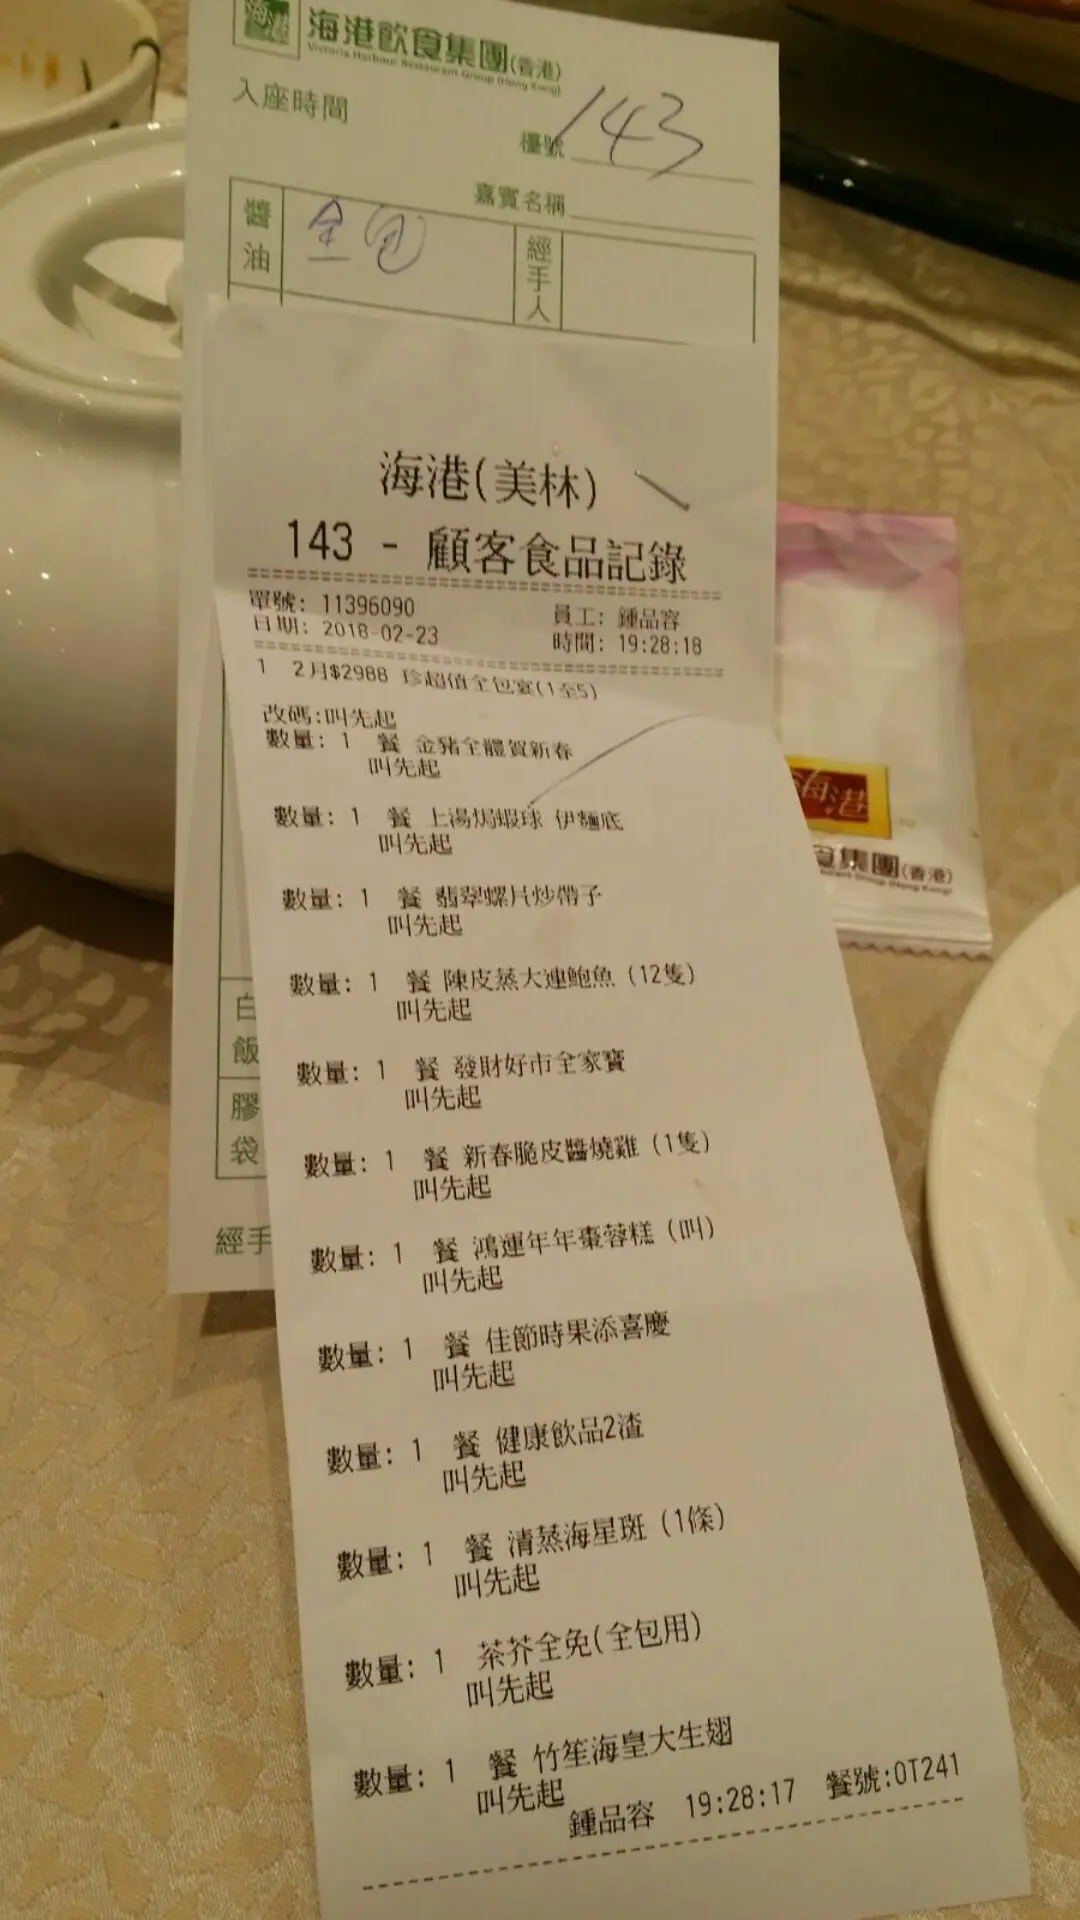 海港
海港飲食集團(香港)
Victoria Harbour Restaurant Group (Hong Kong)
入座時間
檯號 143
嘉賓名稱
醬油 全包 經手人
海港(美林)
143 - 顧客食品記錄
單號: 11396090 員工: 鍾品容
日期: 2018-02-23 時間: 19:28:18
1 2月$2988 珍超值全包宴(1至5)
改碼:叫先起
數量: 1 餐 金豬全體賀新春
叫先起
數量: 1 餐 上湯焗蝦球 伊麵底
叫先起
數量: 1 餐 翡翠螺片炒帶子
叫先起
數量: 1 餐 陳皮蒸大連鮑魚 (12隻)
叫先起
數量: 1 餐 發財好市全家寶
叫先起
數量: 1 餐 新春脆皮醬燒雞 (1隻)
叫先起
數量: 1 餐 鴻運年年棗蓉糕 (叫)
叫先起
數量: 1 餐 佳節時果添喜慶
叫先起
數量: 1 餐 健康飲品2渣
叫先起
數量: 1 餐 清蒸海星斑 (1條)
叫先起
數量: 1 茶芥全免(全包用)
叫先起
數量: 1 餐 竹笙海皇大生翅
叫先起
鍾品容 19:28:17 餐號:OT241
白飯
膠袋
經手
海港
食集團(香港)